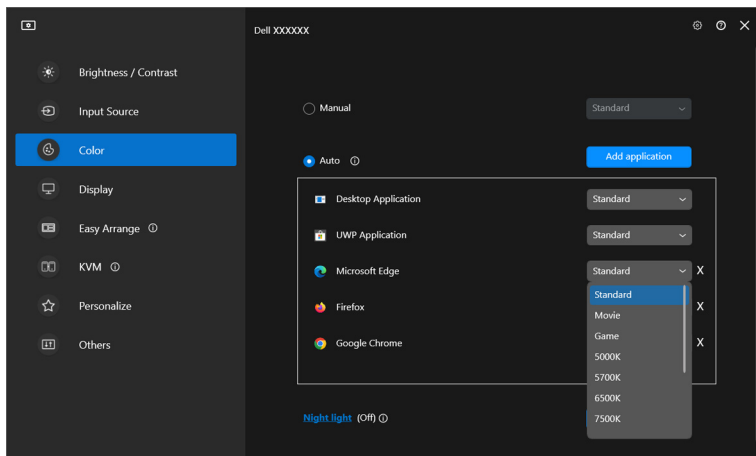 Dell XXXXXX
Brightness / Contrast
Input Source
Color
Display
Easy Arrange
KVM
Personalize
Others
Manual
Standard
Auto
Add application
Desktop Application
Standard
UWP Application
Standard
Microsoft Edge
Standard
X
Firefox
X
Google Chrome
X
Standard
Movie
Game
5000K
5700K
6500K
7500K
Night light (Off)